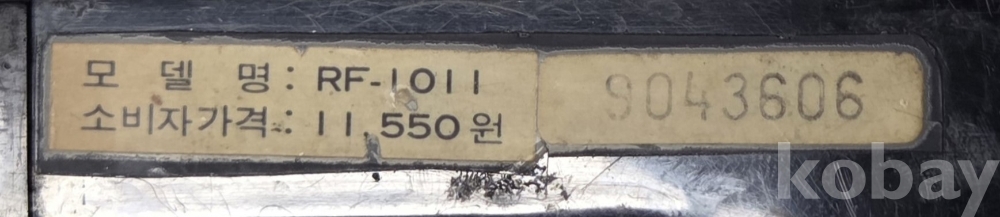 모 델 명 : RF-1011
소비자가격 : 11,550원
9043606
kobay